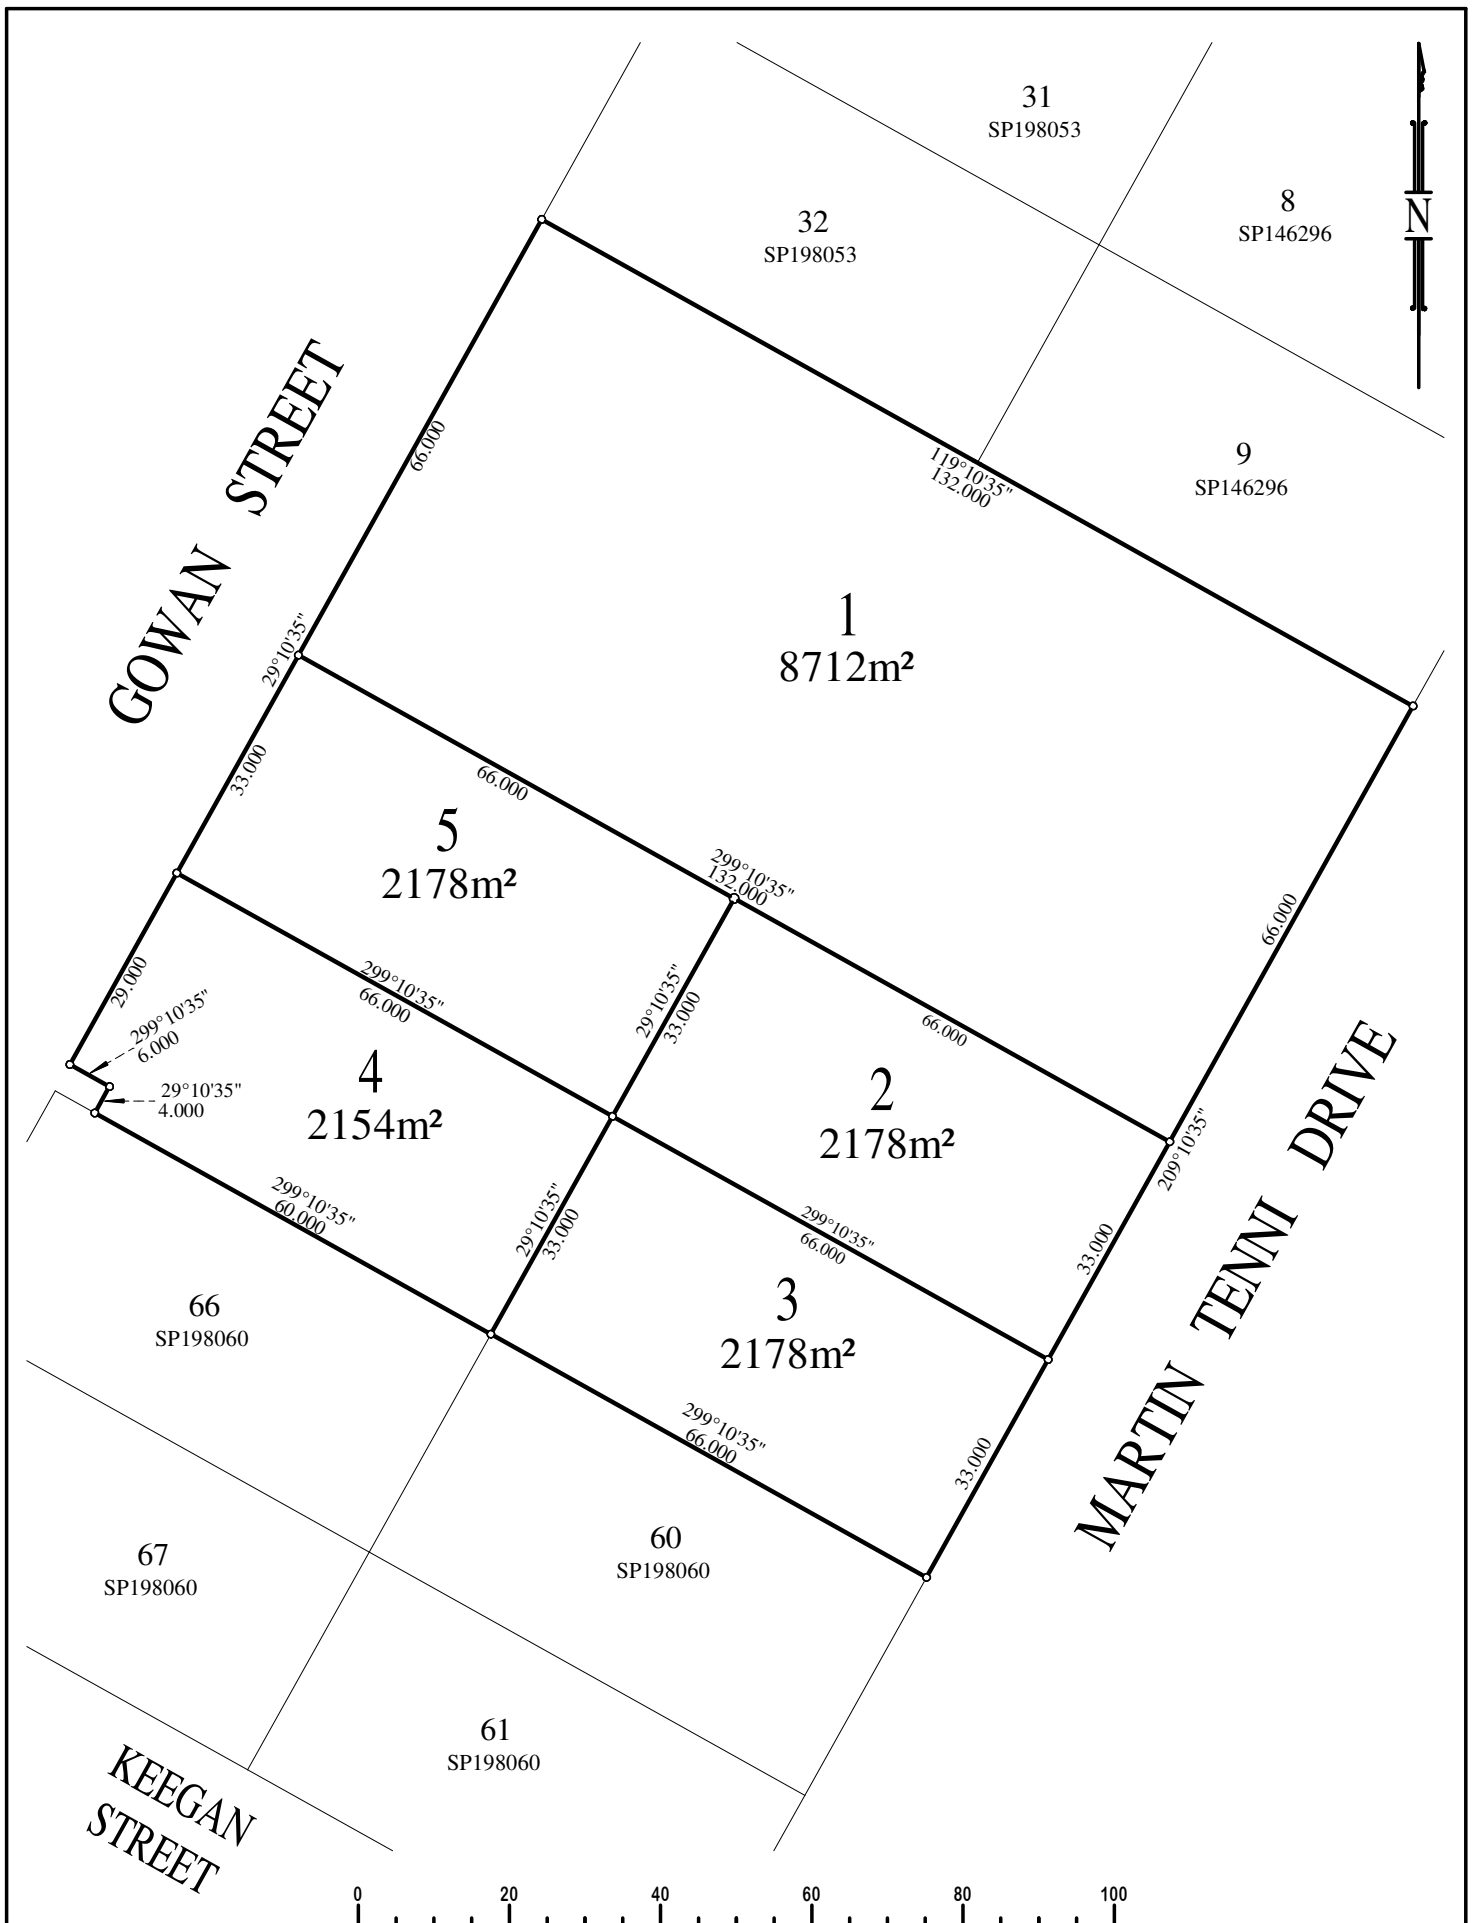 31
SP198053
8
SP146296
N
32
SP198053
9
SP146296
GOWAN STREET
66.000
119°10'35"
132.000
1
8712m²
29°10'35"
33.000
66.000
5
2178m²
299°10'35"
132.000
66.000
29.000
299°10'35"
6.000
299°10'35"
66.000
29°10'35"
33.000
66.000
29°10'35"
4.000
4
2154m²
2
2178m²
209°10'35"
MARTIN TENNI DRIVE
299°10'35"
60.000
29°10'35"
33.000
299°10'35"
66.000
33.000
3
2178m²
66
SP198060
299°10'35"
66.000
33.000
60
SP198060
67
SP198060
61
SP198060
KEEGAN
STREET
0 20 40 60 80 100